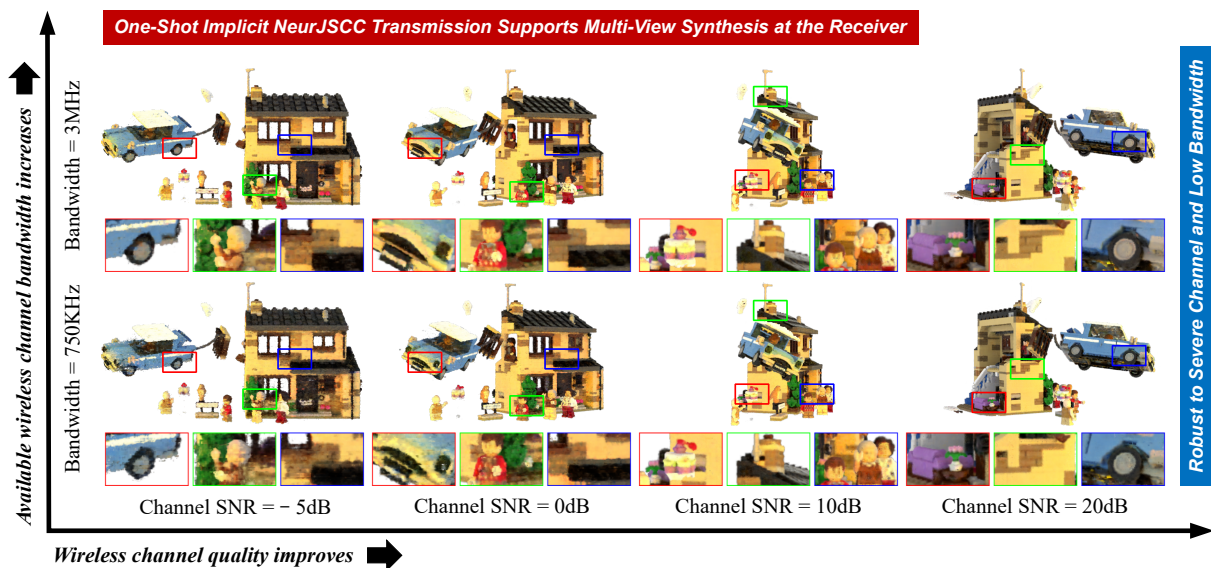 One-Shot Implicit NeurJSCC Transmission Supports Multi-View Synthesis at the Receiver
Available wireless channel bandwidth increases
Bandwidth = 3MHz
Bandwidth = 750KHz
Robust to Severe Channel and Low Bandwidth
Channel SNR = − 5dB
Channel SNR = 0dB
Channel SNR = 10dB
Channel SNR = 20dB
Wireless channel quality improves